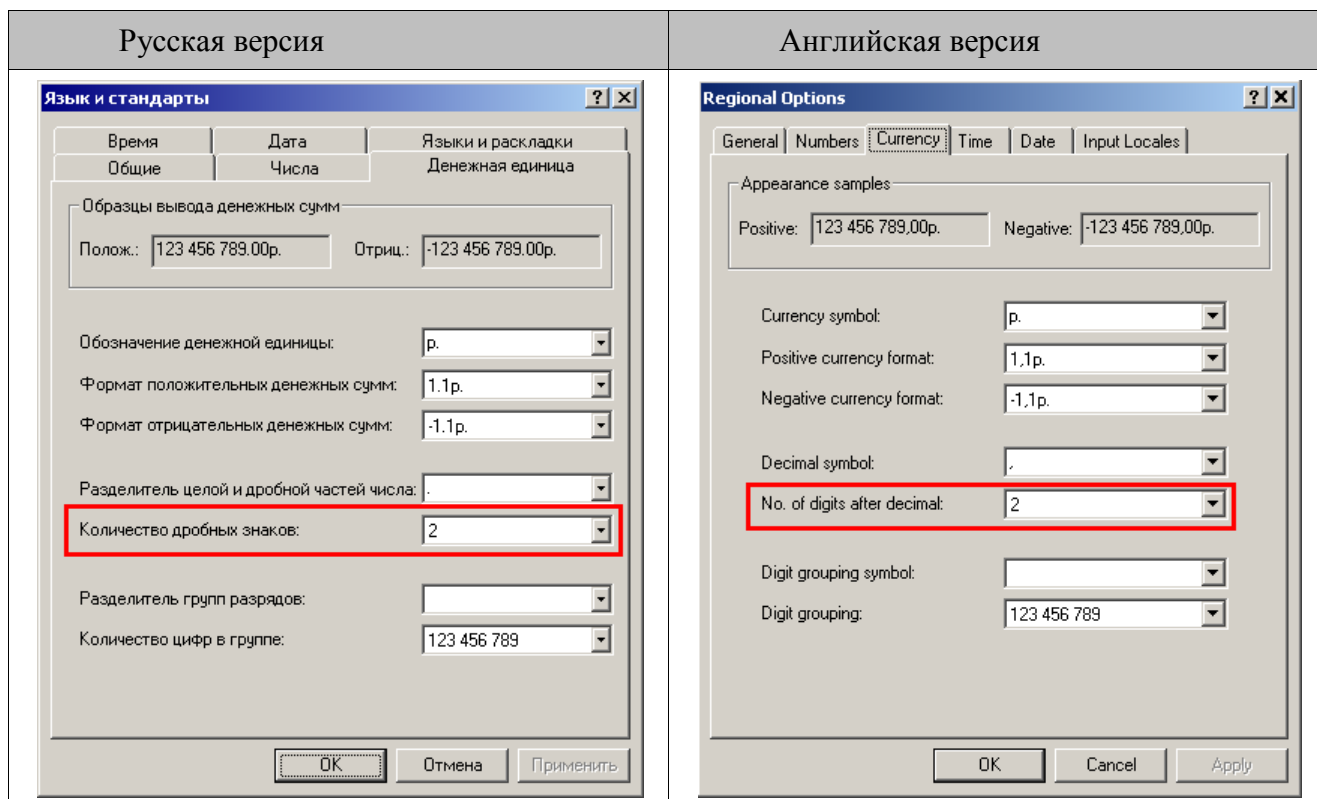 Русская версия
Английская версия
Язык и стандарты
Время Дата Языки и раскладки
Общие Числа Денежная единица
Образцы вывода денежных сумм
Полож.: 123 456 789.00р. Отриц.: -123 456 789.00р.
Обозначение денежной единицы: р.
Формат положительных денежных сумм: 1.1р.
Формат отрицательных денежных сумм: -1.1р.
Разделитель целой и дробной частей числа: .
Количество дробных знаков: 2
Разделитель групп разрядов:
Количество цифр в группе: 123 456 789
OK Отмена Применить
Regional Options
General Numbers Currency Time Date Input Locales
Appearance samples
Positive: 123 456 789,00р. Negative: -123 456 789,00р.
Currency symbol: р.
Positive currency format: 1,1р.
Negative currency format: -1,1р.
Decimal symbol: ,
No. of digits after decimal: 2
Digit grouping symbol:
Digit grouping: 123 456 789
OK Cancel Apply